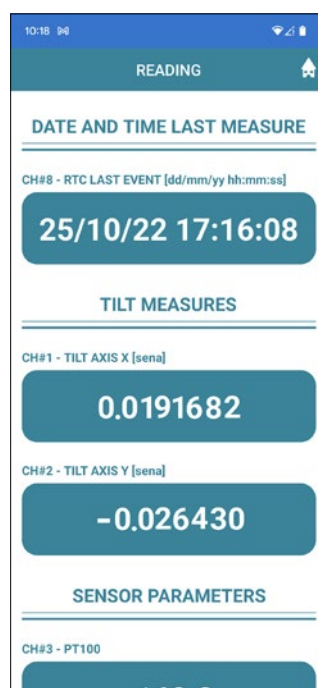 10:18
READING
DATE AND TIME LAST MEASURE
CH#8 - RTC LAST EVENT [dd/mm/yy hh:mm:ss]
25/10/22 17:16:08
TILT MEASURES
CH#1 - TILT AXIS X [sena]
0.0191682
CH#2 - TILT AXIS Y [sena]
-0.026430
SENSOR PARAMETERS
CH#3 - PT100